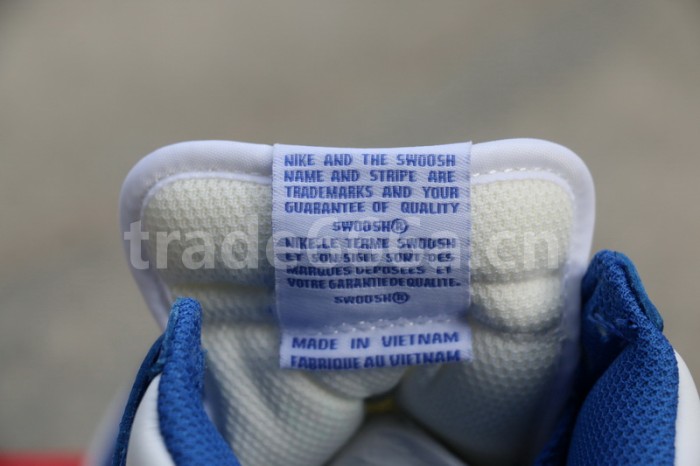 NIKE AND THE SWOOSH
NAME AND STRIPE ARE
TRADEMARKS AND YOUR
GUARANTEE OF QUALITY
SWOOSH®
NIKE.LE TERME SWOOSH
ET SON SIGLE SONT DES
MARQUES DEPOSEES ET
VOTRE GARANTIE DE QUALITE.
SWOOSH®
MADE IN VIETNAM
FABRIQUE AU VIETNAM